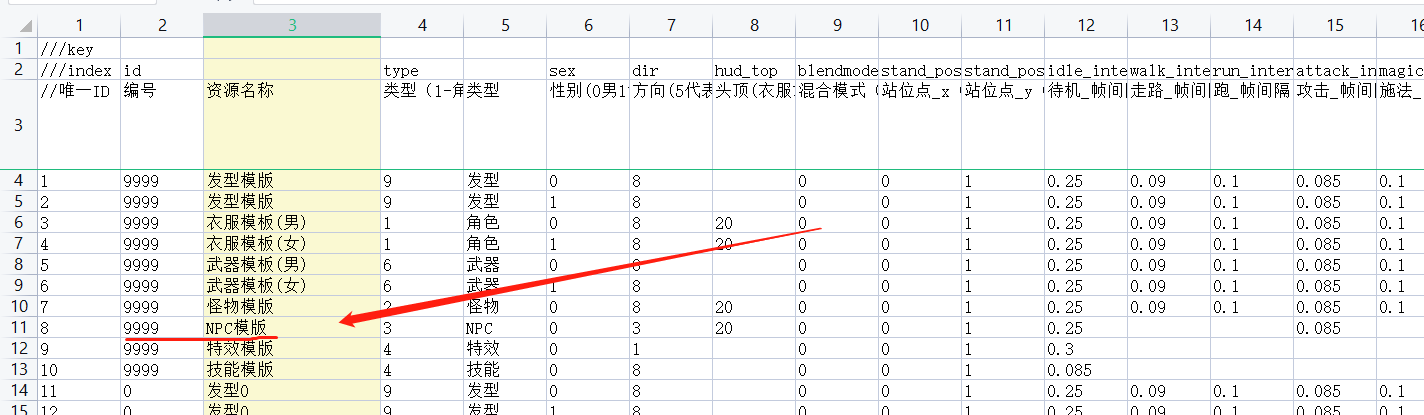 1 2 3 4 5 6 7 8 9 10 11 12 13 14 15 16
1 ///key
2 ///index id type sex dir hud_top blendmode stand_pos stand_pos idle_inte walk_inte run_inter attack_in magic
3 //唯一ID 编号 资源名称 类型（1-角 类型 性别(0男1 方向(5代表 头顶(衣服 混合模式（ 站位点_x 站位点_y 待机_帧间 走路_帧间 跑_帧间隔 攻击_帧间 施法_
4 1 9999 发型模版 9 发型 0 8 0 0 1 0.25 0.09 0.1 0.085 0.1
5 2 9999 发型模版 9 发型 1 8 0 0 1 0.25 0.09 0.1 0.085 0.1
6 3 9999 衣服模板(男) 1 角色 0 8 20 0 0 1 0.25 0.09 0.1 0.085 0.1
7 4 9999 衣服模板(女) 1 角色 1 8 20 0 0 1 0.25 0.09 0.1 0.085 0.1
8 5 9999 武器模板(男) 6 武器 0 8 0 0 1 0.25 0.09 0.1 0.085 0.1
9 6 9999 武器模板(女) 6 武器 1 8 0 0 1 0.25 0.09 0.1 0.085 0.1
10 7 9999 怪物模版 2 怪物 0 8 20 0 0 1 0.25 0.09 0.1 0.085 0.1
11 8 9999 NPC模版 3 NPC 0 3 20 0 0 1 0.25 0.085
12 9 9999 特效模版 4 特效 0 1 0 0 1 0.3
13 10 9999 技能模版 4 技能 0 8 0 0 1 0.085
14 11 0 发型0 9 发型 0 8 0 0 1 0.25 0.09 0.1 0.085 0.1
15 12 0 发型0 9 发型 1 8 0 0 1 0.25 0.09 0.1 0.085 0.1